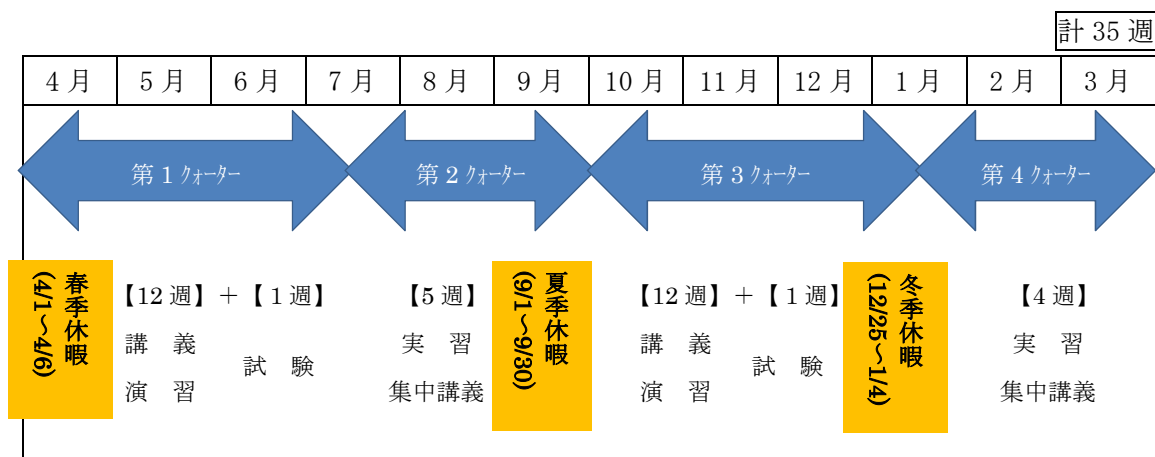 計 35 週
4 月 5 月 6 月 7 月 8 月 9 月 10 月 11 月 12 月 1 月 2 月 3 月
第 1 ｸｫｰﾀｰ 第 2 ｸｫｰﾀｰ 第 3 ｸｫｰﾀｰ 第 4 ｸｫｰﾀｰ
春季休暇
(4/1～4/6)
【12 週】＋【 1 週】
講 義
演 習
試 験
【5 週】
実 習
集中講義
夏季休暇
(9/1～9/30)
【12 週】＋【 1 週】
講 義
演 習
試 験
冬季休暇
(12/25～1/4)
【4 週】
実 習
集中講義